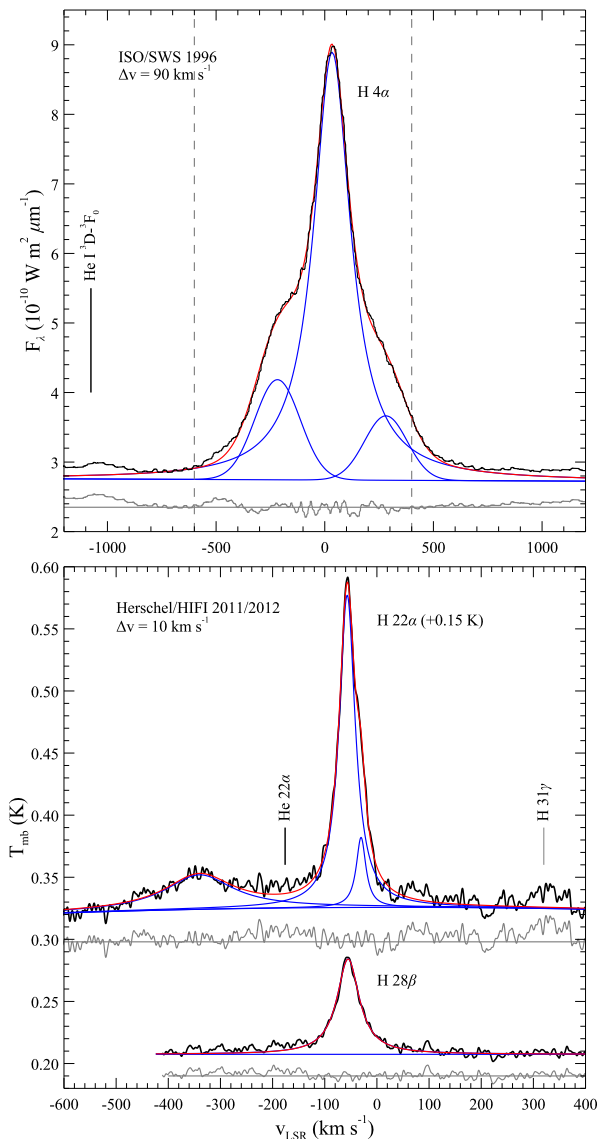 ISO/SWS 1996
Δv = 90 km s⁻¹
H 4α
He I ³D-³F₀
F_λ (10⁻¹⁰ W m² μm⁻¹)
9
8
7
6
5
4
3
2
-1000 -500 0 500 1000
Herschel/HIFI 2011/2012
Δv = 10 km s⁻¹
H 22α (+0.15 K)
He 22α
H 31γ
H 28β
T_mb (K)
0.60
0.55
0.50
0.45
0.40
0.35
0.30
0.25
0.20
-600 -500 -400 -300 -200 -100 0 100 200 300 400
v_LSR (km s⁻¹)